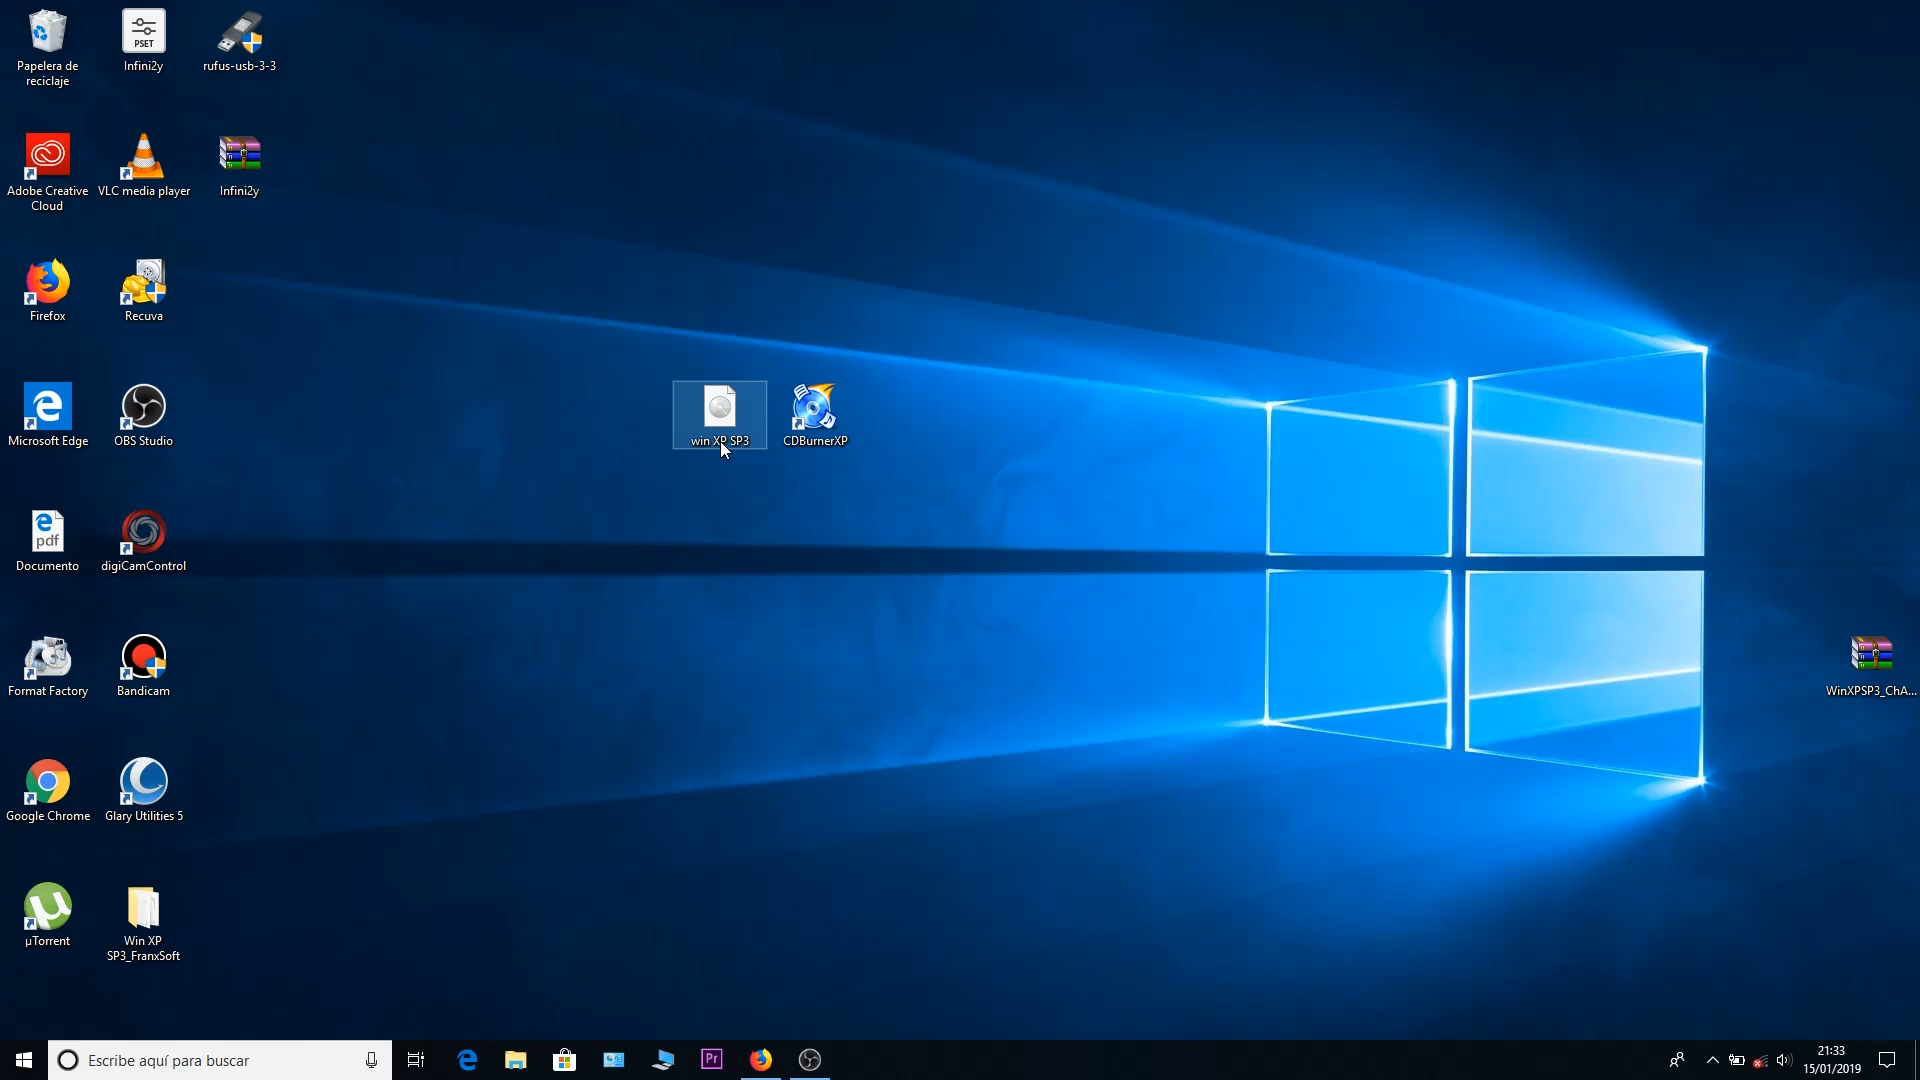 Papelera de
reciclaje
PSET
Infini2y
rufus-usb-3-3
Adobe Creative
Cloud
VLC media player
Infini2y
Firefox
Recuva
Microsoft Edge
OBS Studio
win XP SP3
CDBurnerXP
pdf
Documento
digiCamControl
Format Factory
Bandicam
WinXPSP3_ChA...
Google Chrome
Glary Utilities 5
µTorrent
Win XP
SP3_FranxSoft
Escribe aquí para buscar
Pr
21:33
15/01/2019